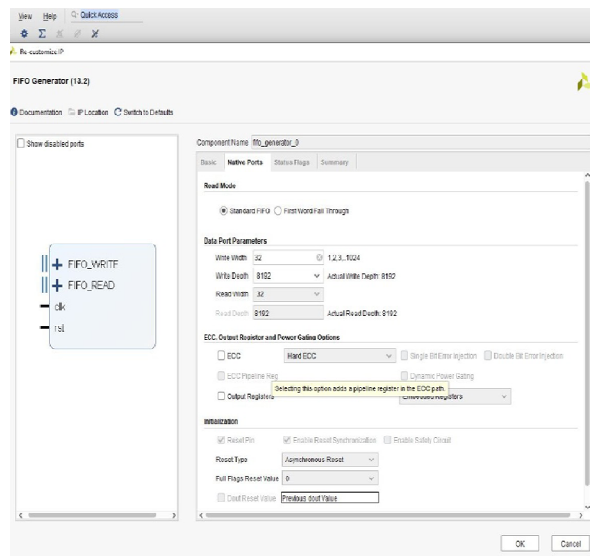 View Help Quick Access
Re-customize IP
FIFO Generator (13.2)
Documentation IP Location Switch to Defaults
Show disabled ports
FIFO_WRITE
FIFO_READ
clk
rst
Component Name fifo_generator_0
Basic Native Ports Status Flags Summary
Read Mode
Standard FIFO First Word Fall Through
Data Port Parameters
Write Width 32 1,2,3,..1024
Write Depth 8192 Actual Write Depth: 8192
Read Width 32
Read Depth 8192 Actual Read Depth: 8192
ECC, Output Register and Power Gating Options
ECC Hard ECC Single Bit Error Injection Double Bit Error Injection
ECC Pipeline Reg Dynamic Power Gating
Selecting this option adds a pipeline register in the ECC path.
Output Registers Embedded Registers
Initialization
Reset Pin Enable Reset Synchronization Enable Safety Circuit
Reset Type Asynchronous Reset
Full Flags Reset Value 0
Dout Reset Value Previous dout Value
OK Cancel